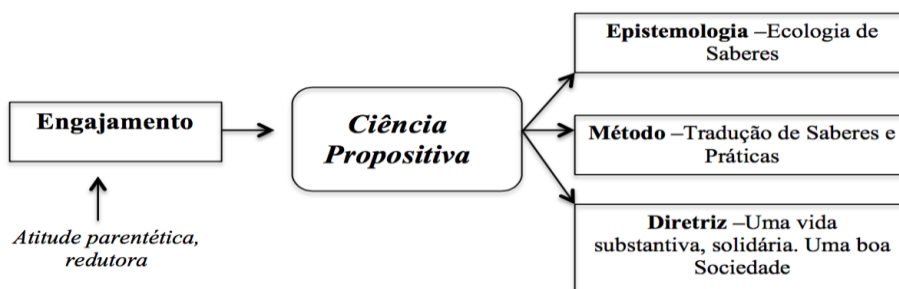 Engajamento
Atitude parentética,
redutora
Ciência
Propositiva
Epistemologia –Ecologia de
Saberes
Método –Tradução de Saberes e
Práticas
Diretriz –Uma vida
substantiva, solidária. Uma boa
Sociedade